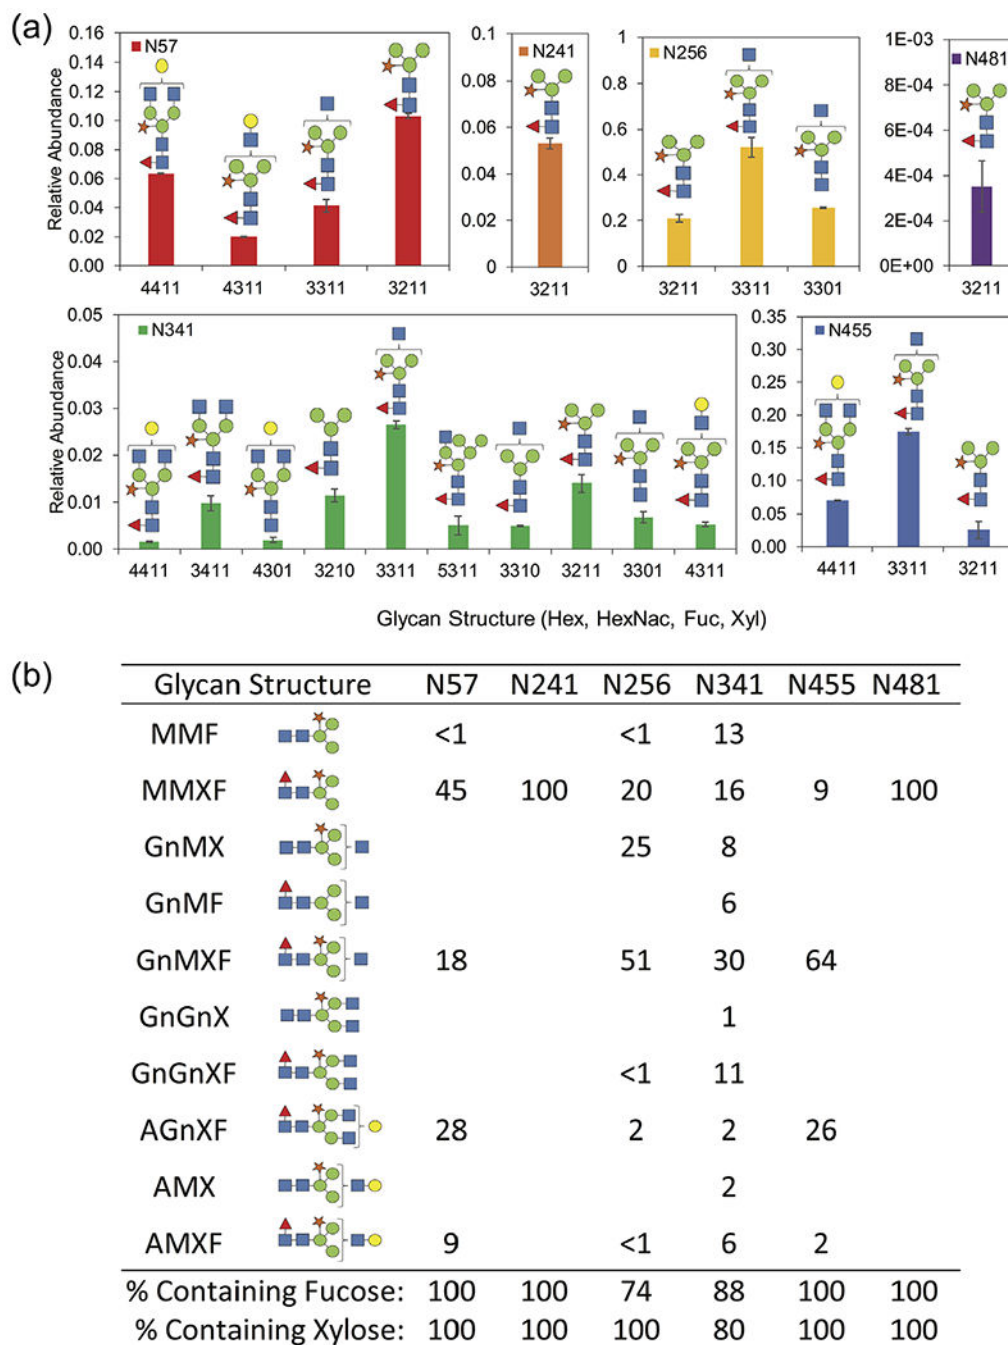 (a)
Relative Abundance
0.16
0.14
0.12
0.10
0.08
0.06
0.04
0.02
0.00
N57
4411 4311 3311 3211
0.1
0.08
0.06
0.04
0.02
0
N241
3211
1
0.8
0.6
0.4
0.2
0
N256
3211 3311 3301
1E-03
8E-04
6E-04
4E-04
2E-04
0E+00
N481
3211
Relative Abundance
0.05
0.04
0.03
0.02
0.01
0.00
N341
4411 3411 4301 3210 3311 5311 3310 3211 3301 4311
0.35
0.30
0.25
0.20
0.15
0.10
0.05
0.00
N455
4411 3311 3211
Glycan Structure (Hex, HexNac, Fuc, Xyl)
(b)
Glycan Structure N57 N241 N256 N341 N455 N481
MMF <1 <1 13
MMXF 45 100 20 16 9 100
GnMX 25 8
GnMF 6
GnMXF 18 51 30 64
GnGnX 1
GnGnXF <1 11
AGnXF 28 2 2 26
AMX 2
AMXF 9 <1 6 2
% Containing Fucose: 100 100 74 88 100 100
% Containing Xylose: 100 100 100 80 100 100